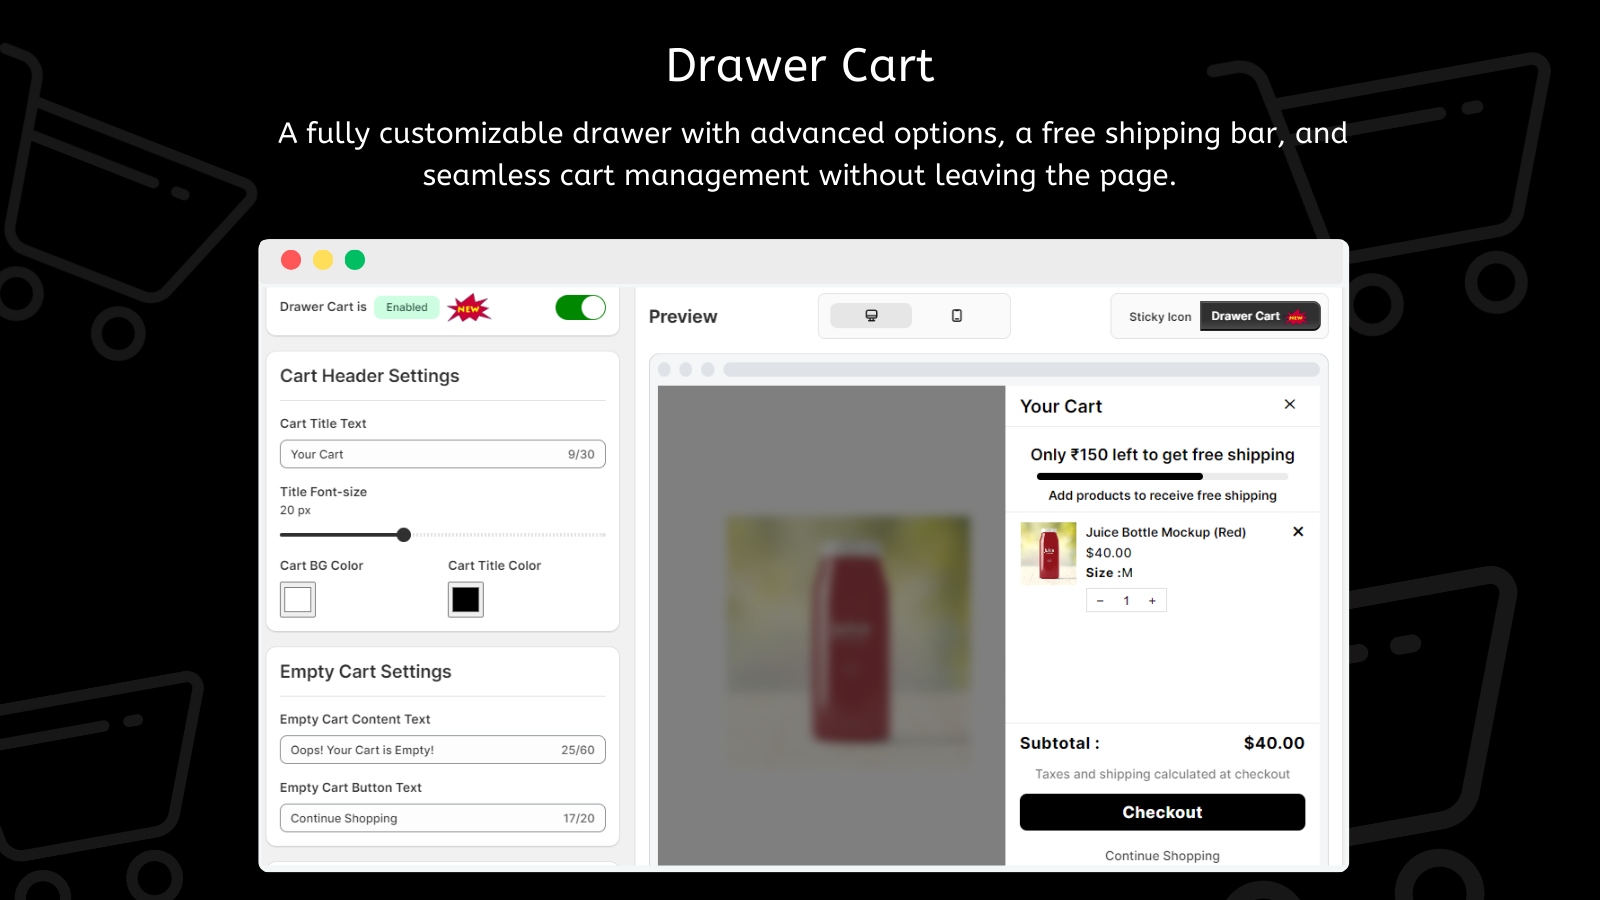 Drawer Cart
A fully customizable drawer with advanced options, a free shipping bar, and
seamless cart management without leaving the page.
Drawer Cart is Enabled NEW
Cart Header Settings
Cart Title Text
Your Cart 9/30
Title Font-size
20 px
Cart BG Color Cart Title Color
Empty Cart Settings
Empty Cart Content Text
Oops! Your Cart is Empty! 25/60
Empty Cart Button Text
Continue Shopping 17/20
Preview
Sticky Icon Drawer Cart NEW
Your Cart
Only ₹150 left to get free shipping
Add products to receive free shipping
Juice Bottle Mockup (Red)
$40.00
Size :M
− 1 +
Subtotal : $40.00
Taxes and shipping calculated at checkout
Checkout
Continue Shopping